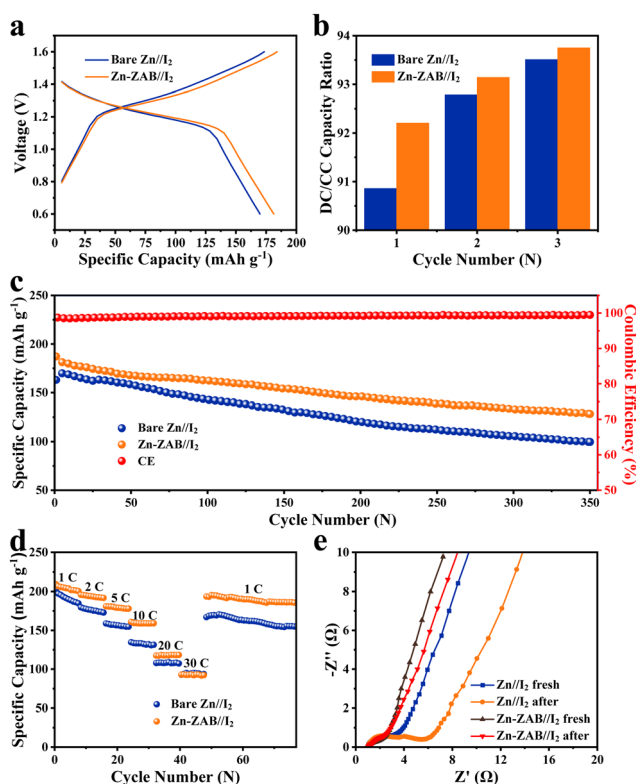 a
Voltage (V)
1.6
1.4
1.2
1.0
0.8
0.6
Bare Zn//I₂
Zn-ZAB//I₂
0 25 50 75 100 125 150 175 200
Specific Capacity (mAh g⁻¹)
b
DC/CC Capacity Ratio
94
93
92
91
90
Bare Zn//I₂
Zn-ZAB//I₂
1 2 3
Cycle Number (N)
c
Specific Capacity (mAh g⁻¹)
250
200
150
100
50
Bare Zn//I₂
Zn-ZAB//I₂
CE
100
90
80
70
60
50
Coulombic Efficiency (%)
0 50 100 150 200 250 300 350
Cycle Number (N)
d
Specific Capacity (mAh g⁻¹)
250
200
150
100
50
0
1 C
2 C
5 C
10 C
20 C
30 C
1 C
Bare Zn//I₂
Zn-ZAB//I₂
0 20 40 60
Cycle Number (N)
e
-Z'' (Ω)
10
8
6
4
2
0
Zn//I₂ fresh
Zn//I₂ after
Zn-ZAB//I₂ fresh
Zn-ZAB//I₂ after
0 4 8 12 16 20
Z' (Ω)